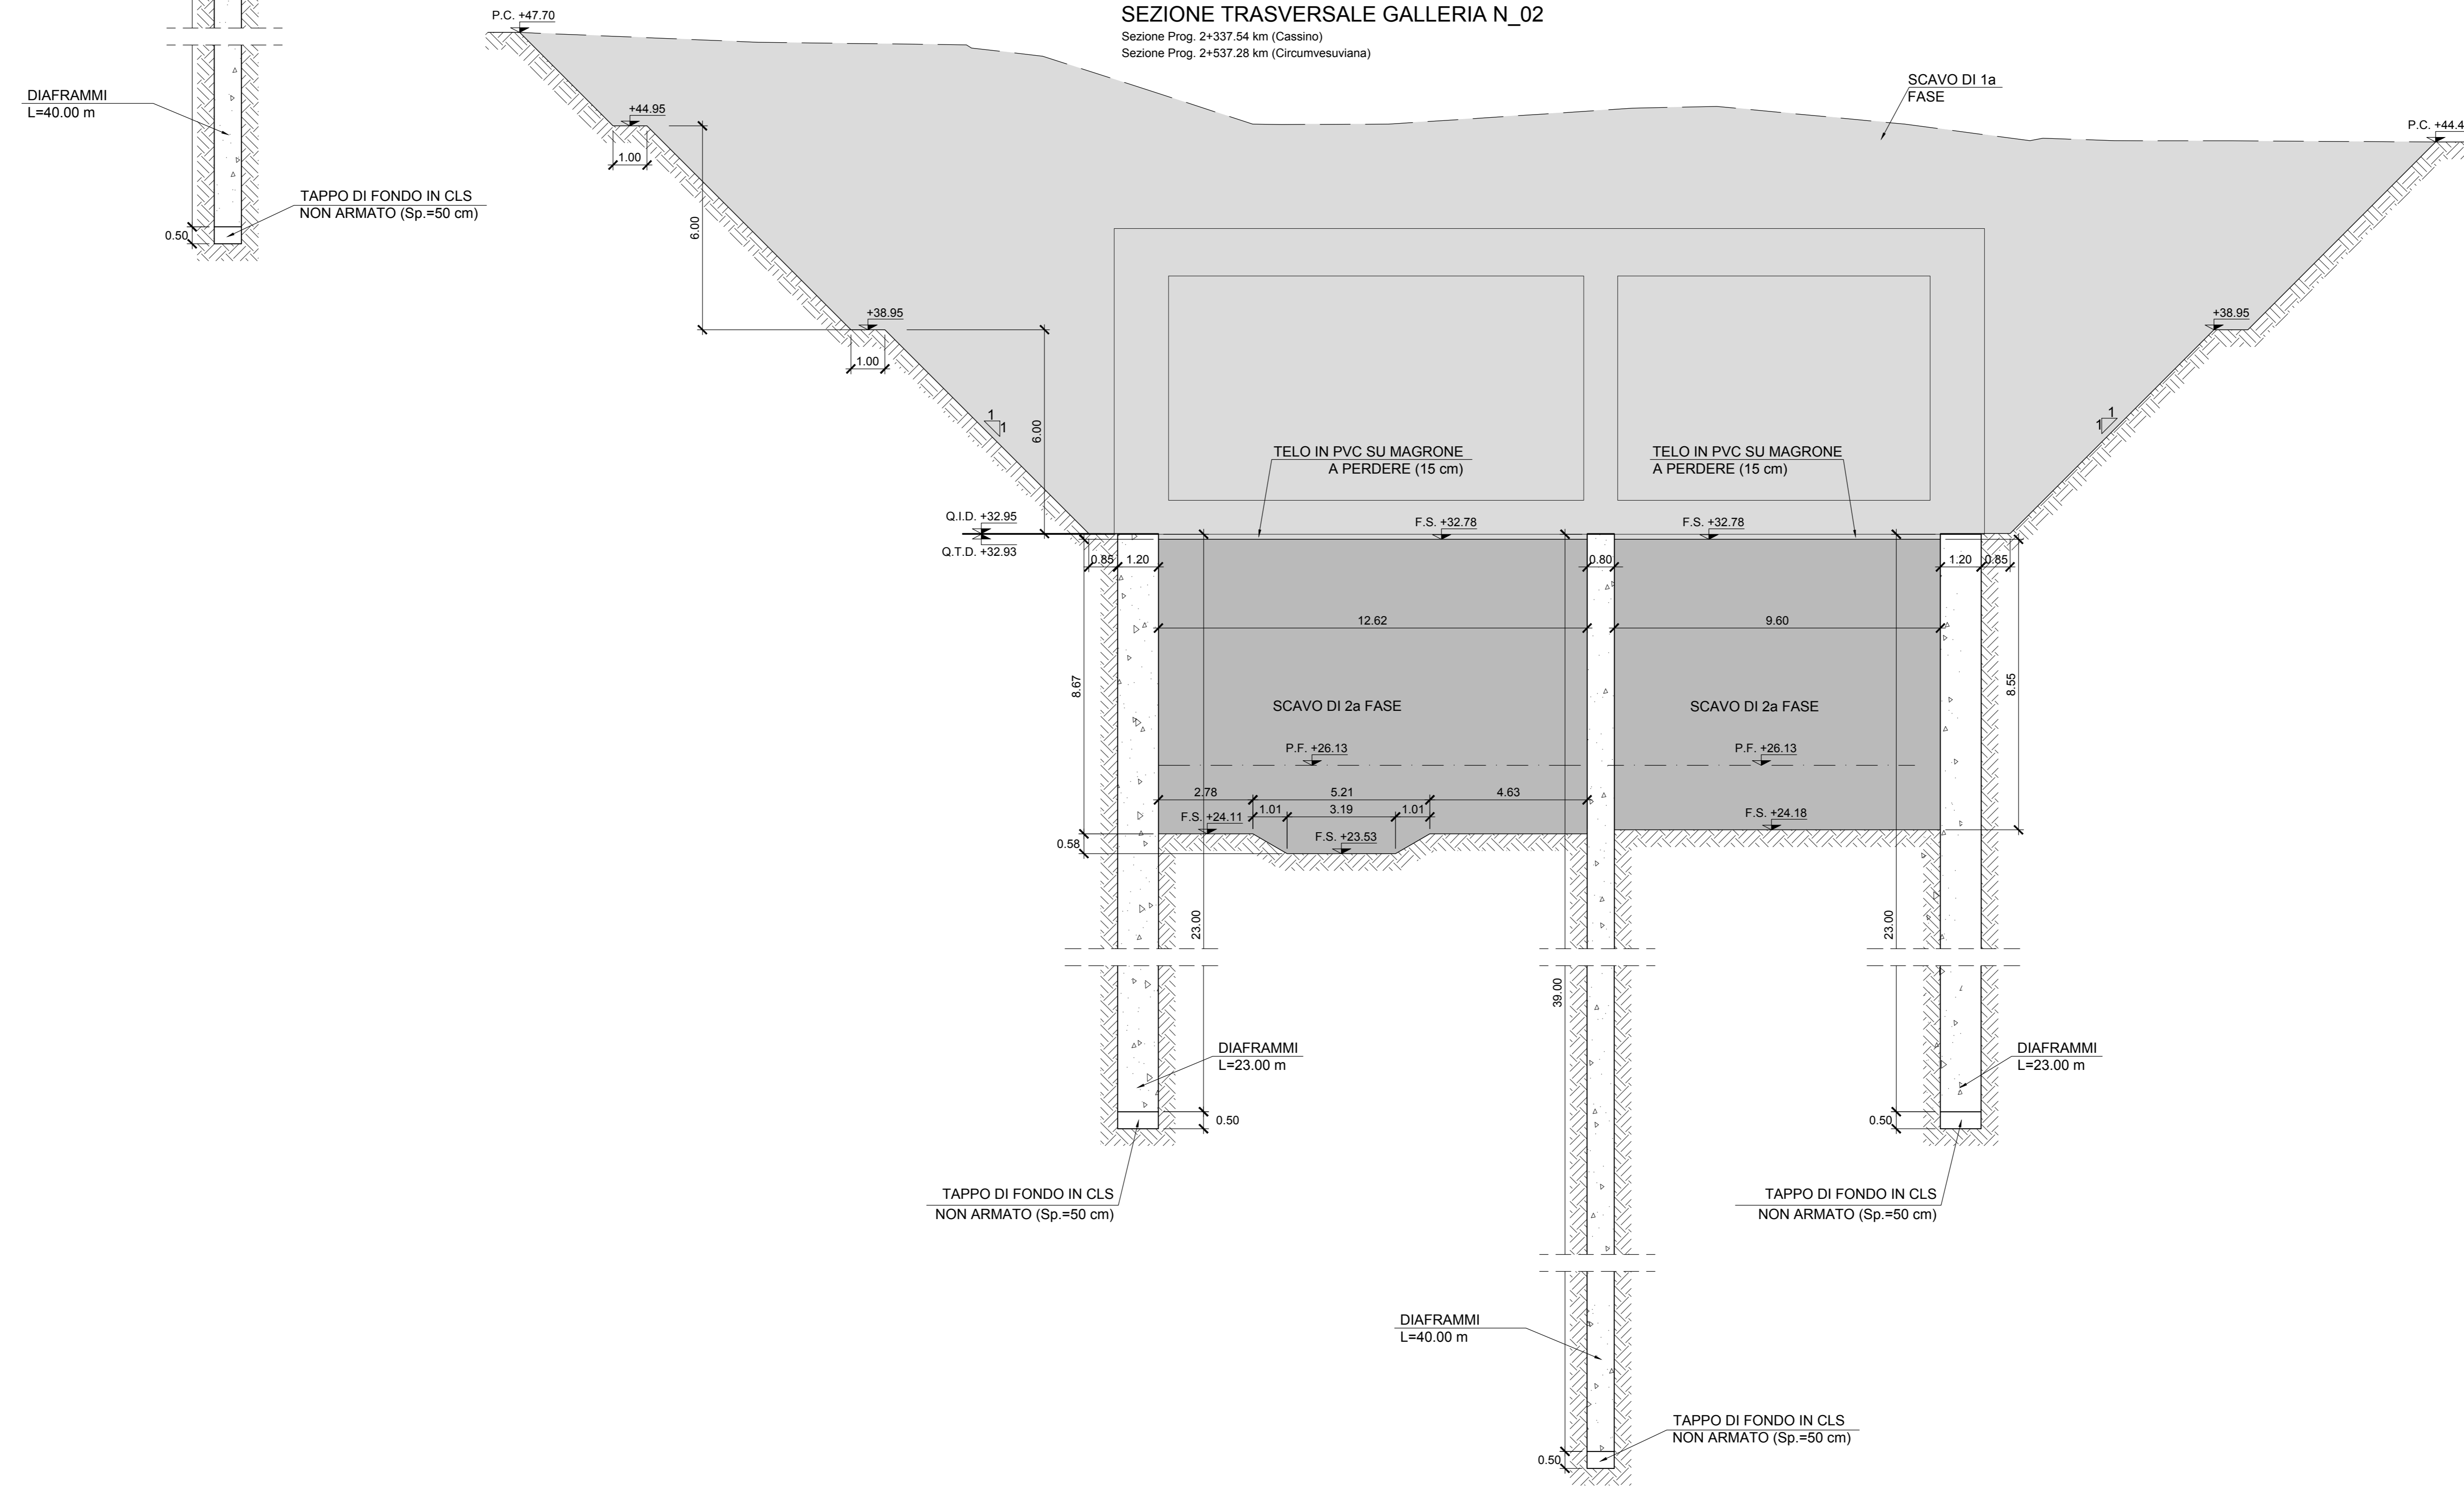 SEZIONE TRASVERSALE GALLERIA N_02
Sezione Prog. 2+337.54 km (Cassino)
Sezione Prog. 2+537.28 km (Circumvesuviana)
P.C. +47.70
DIAFRAMMI
L=40.00 m
TAPPO DI FONDO IN CLS
NON ARMATO (Sp.=50 cm)
0.50
SCAVO DI 1a
FASE
P.C. +44.4
+44.95
1.00
6.00
+38.95
1.00
6.00
+38.95
1
1
1
1
TELO IN PVC SU MAGRONE
A PERDERE (15 cm)
TELO IN PVC SU MAGRONE
A PERDERE (15 cm)
Q.I.D. +32.95
Q.T.D. +32.93
F.S. +32.78
F.S. +32.78
0.85
1.20
0.80
1.20
0.85
12.62
9.60
8.67
8.55
SCAVO DI 2a FASE
SCAVO DI 2a FASE
P.F. +26.13
P.F. +26.13
2.78
5.21
4.63
1.01
3.19
1.01
F.S. +24.11
F.S. +23.53
F.S. +24.18
0.58
23.00
39.00
23.00
DIAFRAMMI
L=23.00 m
DIAFRAMMI
L=23.00 m
0.50
0.50
TAPPO DI FONDO IN CLS
NON ARMATO (Sp.=50 cm)
TAPPO DI FONDO IN CLS
NON ARMATO (Sp.=50 cm)
DIAFRAMMI
L=40.00 m
TAPPO DI FONDO IN CLS
NON ARMATO (Sp.=50 cm)
0.50